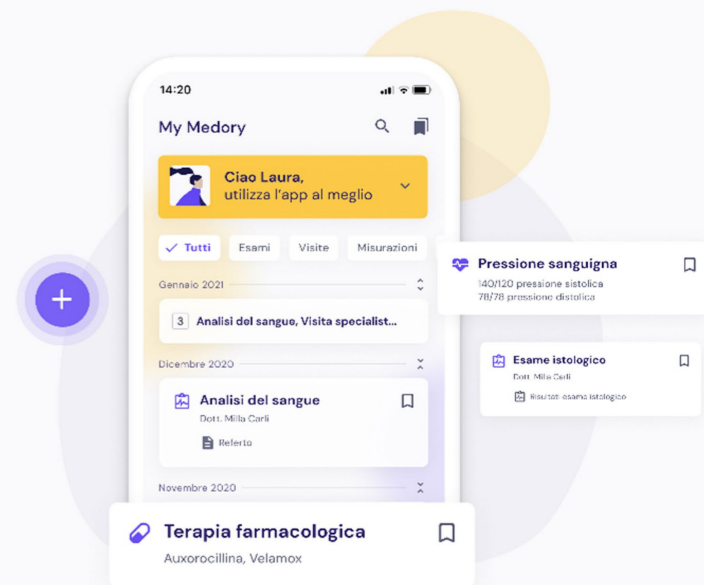 14:20
My Medory
Ciao Laura,
utilizza l'app al meglio
Tutti
Esami
Visite
Misurazioni
Gennaio 2021
3 Analisi del sangue, Visita specialist...
Dicembre 2020
Analisi del sangue
Dott. Milla Carli
Referto
Novembre 2020
Terapia farmacologica
Auxorocillina, Velamox
Pressione sanguigna
140/120 pressione sistolica
78/78 pressione distolica
Esame istologico
Dott. Milla Carli
Risultati esame istologico